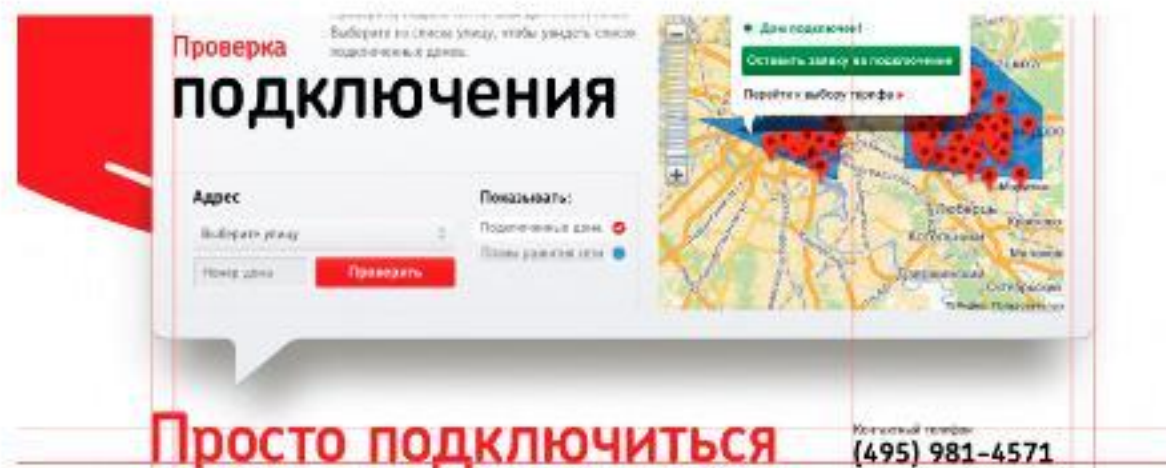 Выберите из списка улицу, чтобы увидеть список
подключенных домов.
Проверка
подключения
Дом подключен!
Оставить заявку на подключение
Перейти к выбору тарифа
Адрес
Показывать:
Выберите улицу
Подключенные дома
Номер дома
Проверить
Планы развития сети
Люберцы
Котельники
Дзержинский
Октябрьский
Просто подключиться
Контактный телефон
(495) 981-4571